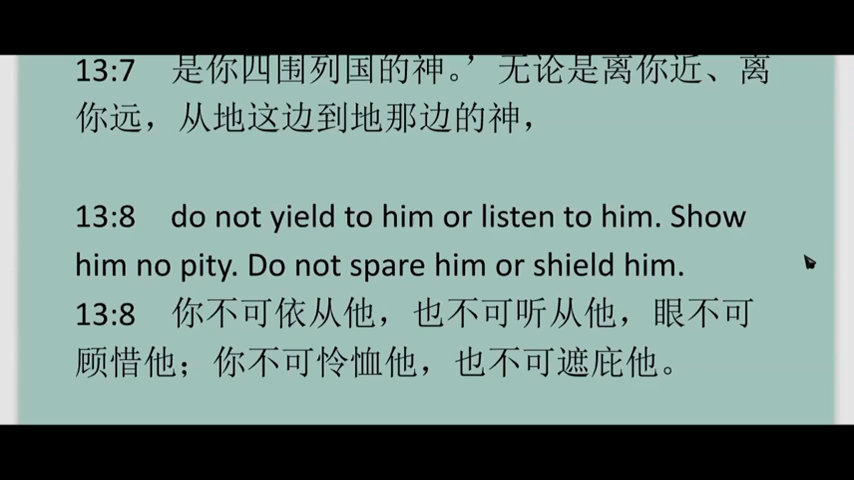 13:7 是你四围列国的神。’无论是离你近、离
你远，从地这边到地那边的神，
13:8 do not yield to him or listen to him. Show
him no pity. Do not spare him or shield him.
13:8 你不可依从他，也不可听从他，眼不可
顾惜他；你不可怜恤他，也不可遮庇他。